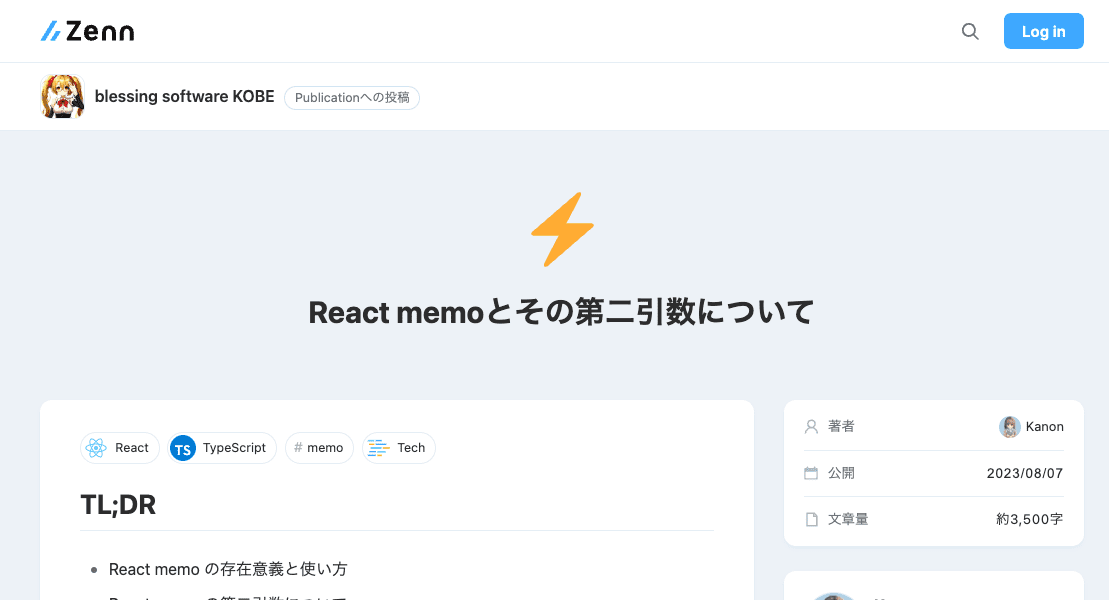 Zenn
Log in
blessing software KOBE
Publicationへの投稿
React memoとその第二引数について
React
TypeScript
# memo
Tech
TL;DR
React memo の存在意義と使い方
著者
Kanon
公開
2023/08/07
文章量
約3,500字